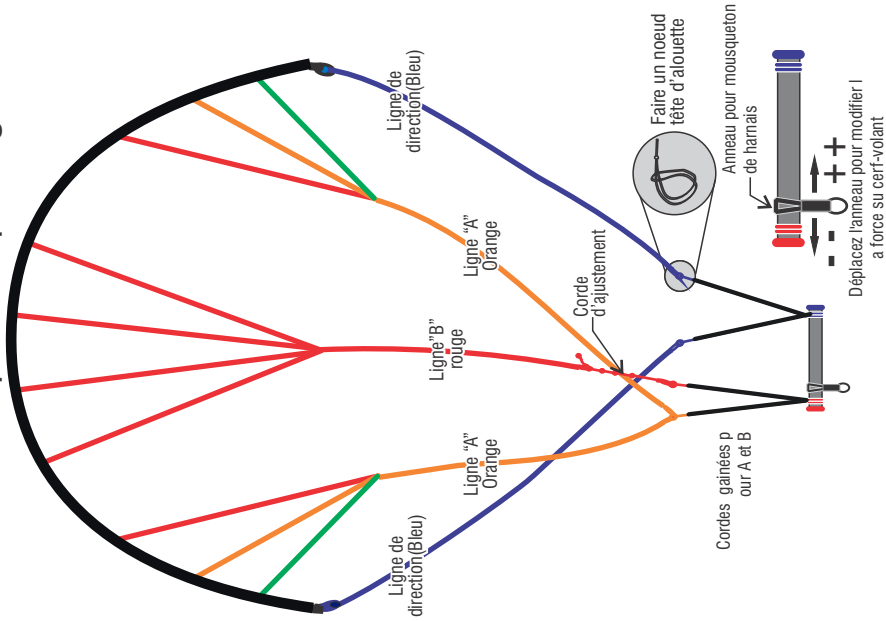 Ligne de
direction(Bleu)
Ligne "A"
Orange
Ligne"B"
rouge
Ligne "A"
Orange
Ligne de
direction(Bleu)
Corde
d'ajustement
Cordes gainées p
our A et B
Faire un noeud
tête d'alouette
Anneau pour mousqueton
de harnais
- -
+ +
Déplacez l'anneau pour modifier l
a force su cerf-volant